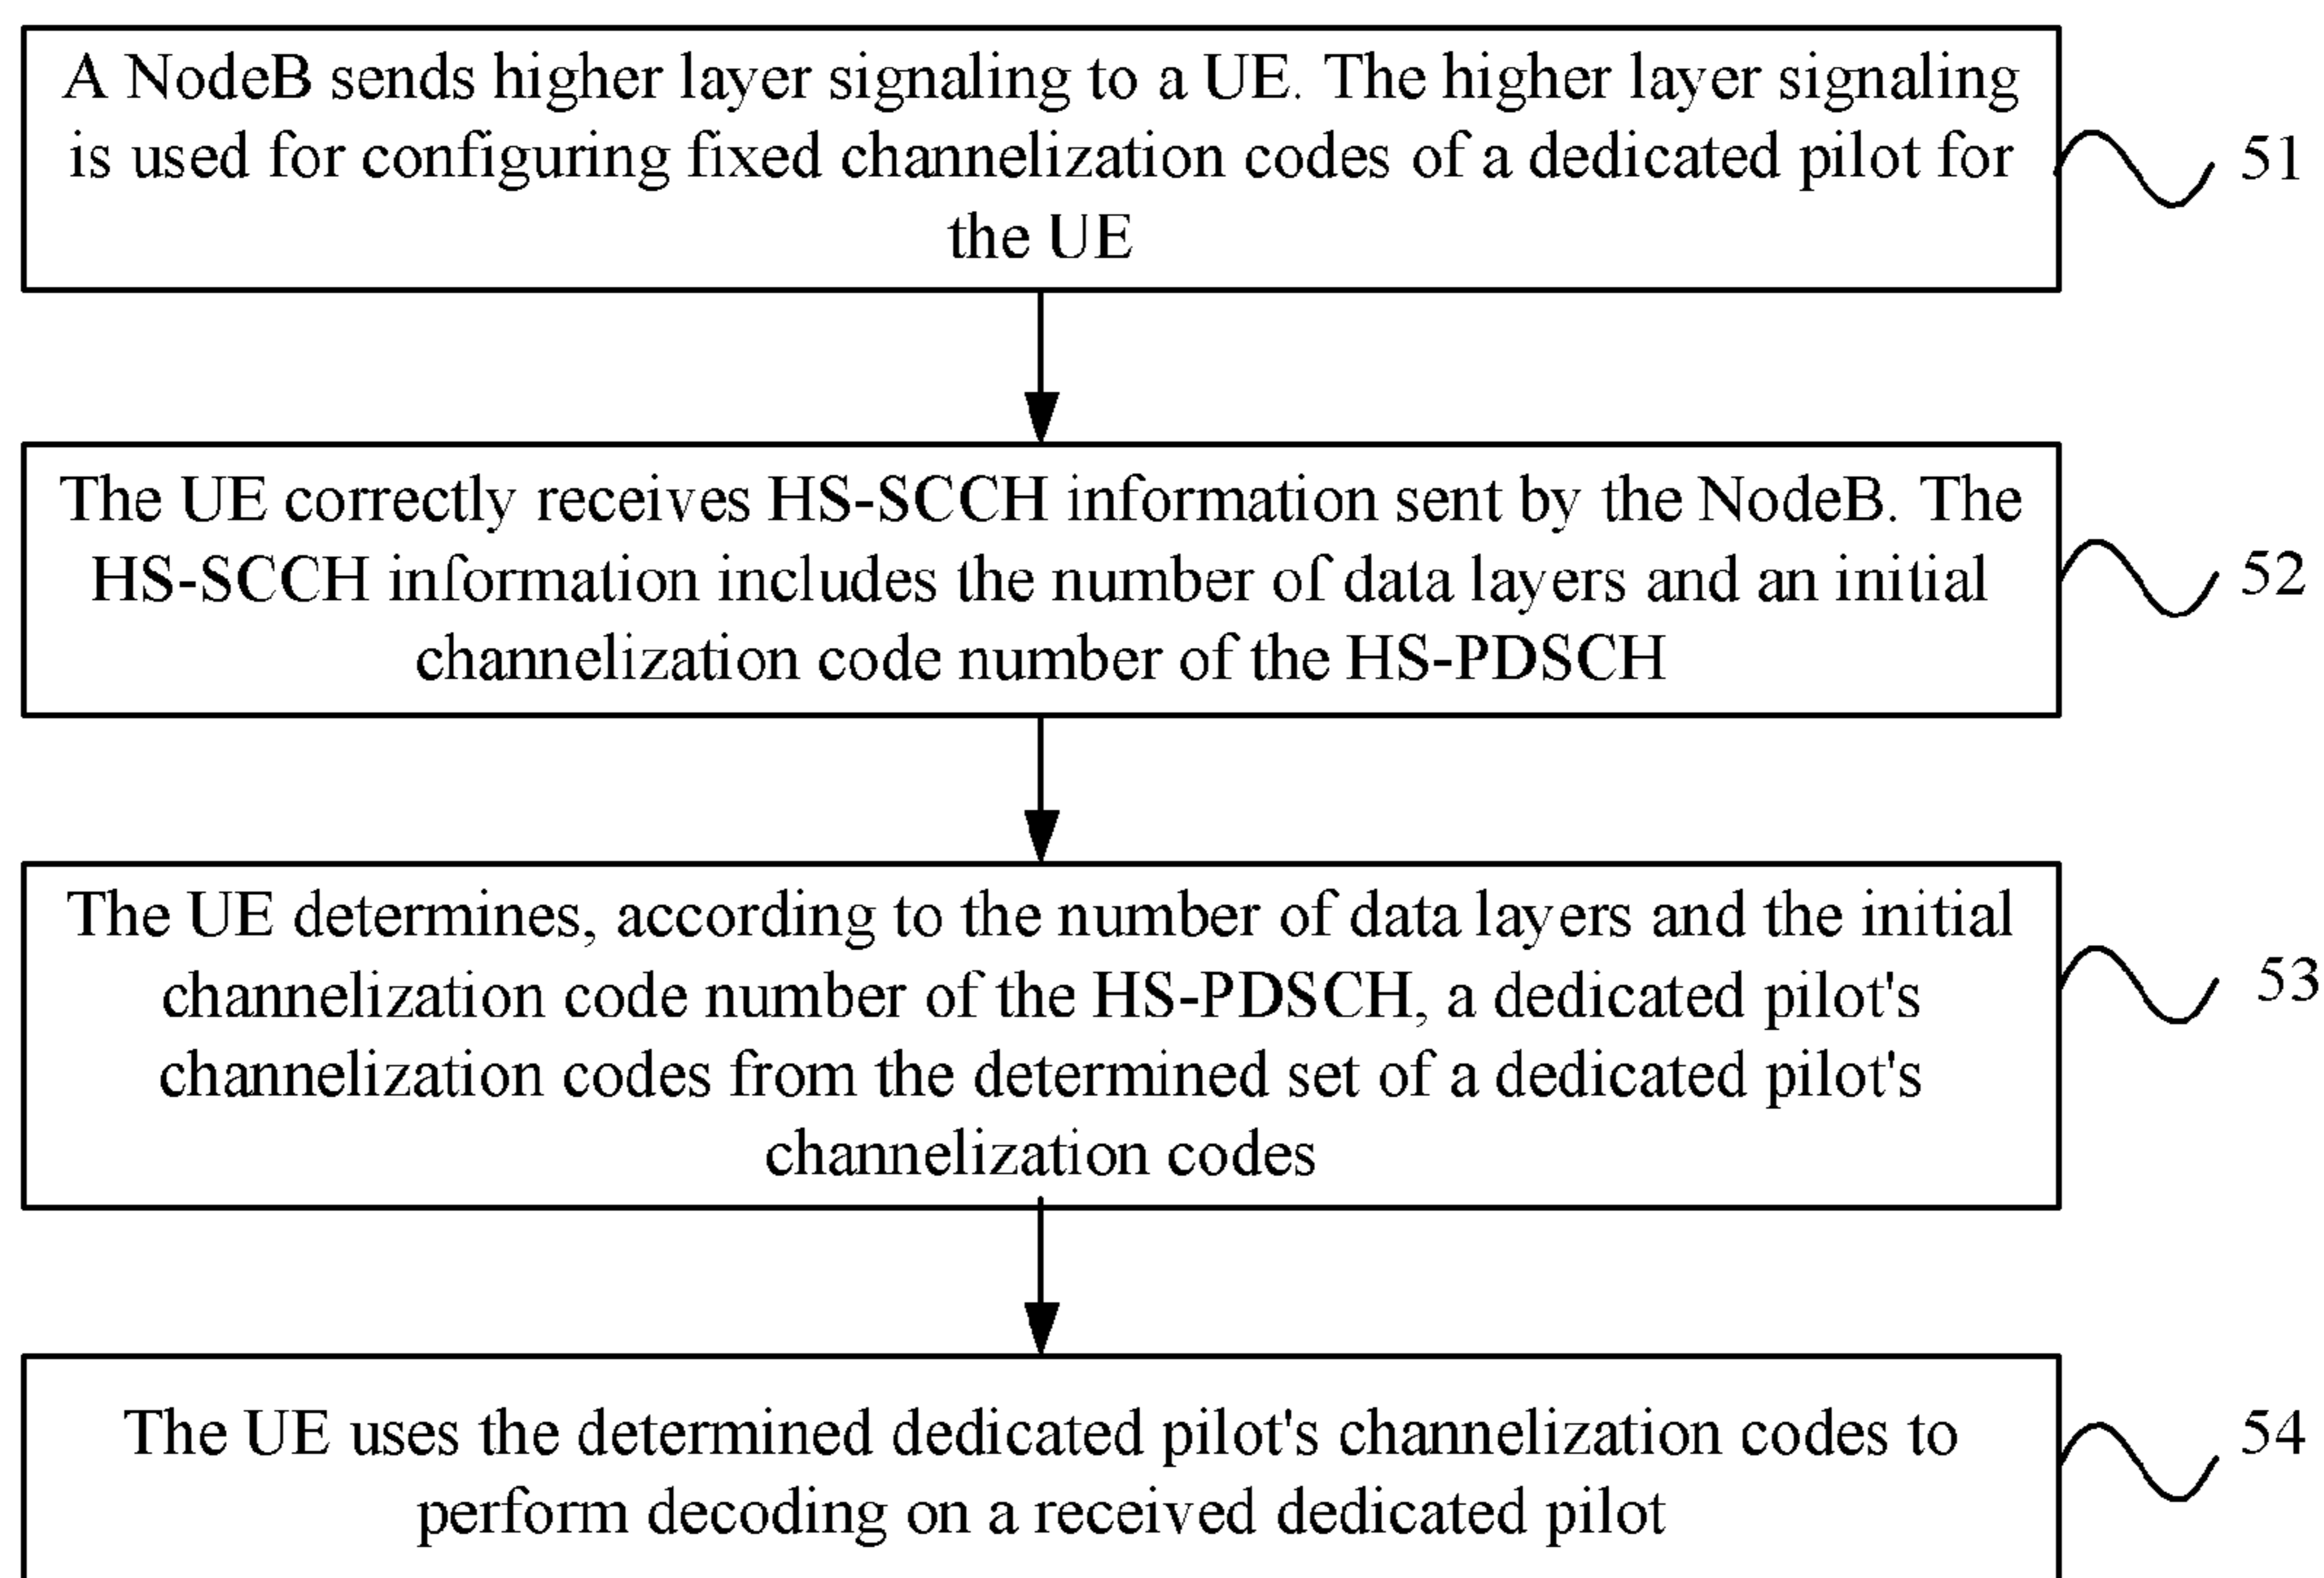 A NodeB sends higher layer signaling to a UE. The higher layer signaling
is used for configuring fixed channelization codes of a dedicated pilot for
the UE
51
The UE correctly receives HS-SCCH information sent by the NodeB. The
HS-SCCH information includes the number of data layers and an initial
channelization code number of the HS-PDSCH
52
The UE determines, according to the number of data layers and the initial
channelization code number of the HS-PDSCH, a dedicated pilot's
channelization codes from the determined set of a dedicated pilot's
channelization codes
53
The UE uses the determined dedicated pilot's channelization codes to
perform decoding on a received dedicated pilot
54